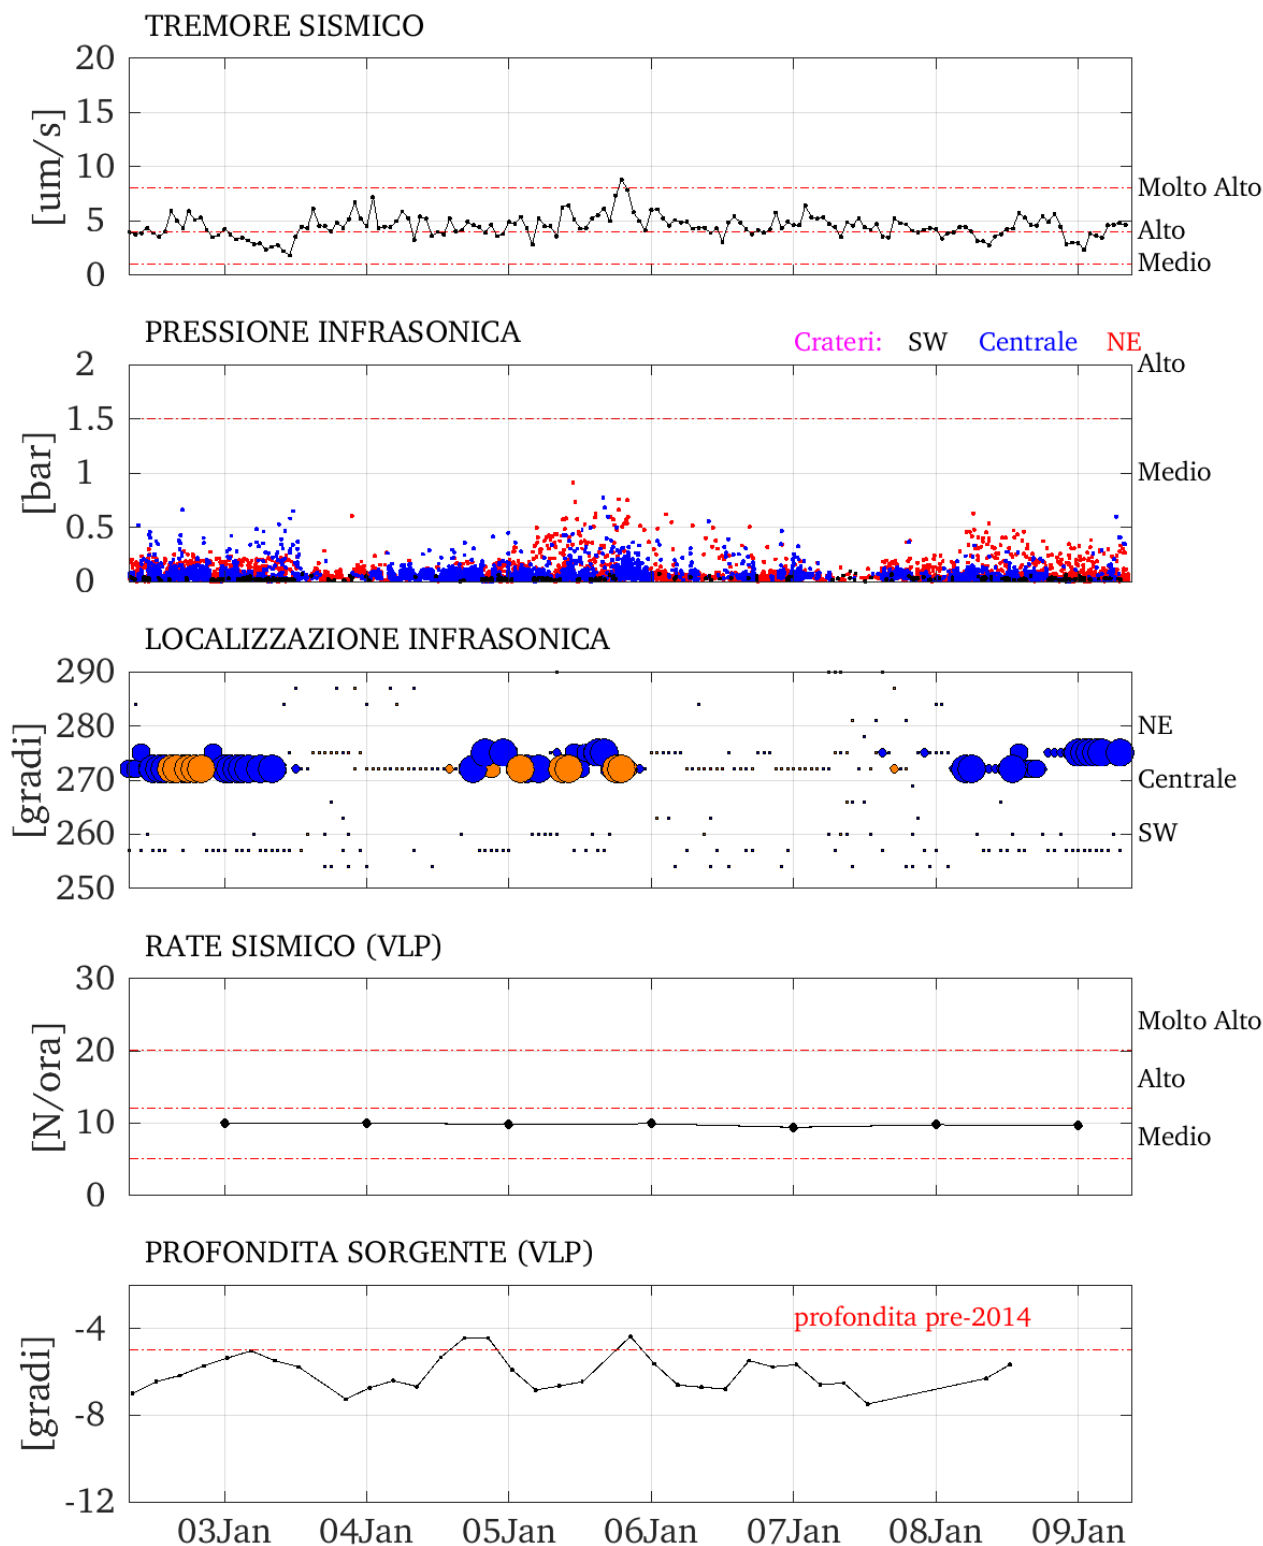 TREMORE SISMICO
20
15
10
5
0
[um/s]
Molto Alto
Alto
Medio
PRESSIONE INFRASONICA
Crateri: SW Centrale NE
2
1.5
1
0.5
0
[bar]
Alto
Medio
LOCALIZZAZIONE INFRASONICA
290
280
270
260
250
[gradi]
NE
Centrale
SW
RATE SISMICO (VLP)
30
20
10
0
[N/ora]
Molto Alto
Alto
Medio
PROFONDITA SORGENTE (VLP)
profondita pre-2014
-4
-8
-12
[gradi]
03Jan 04Jan 05Jan 06Jan 07Jan 08Jan 09Jan